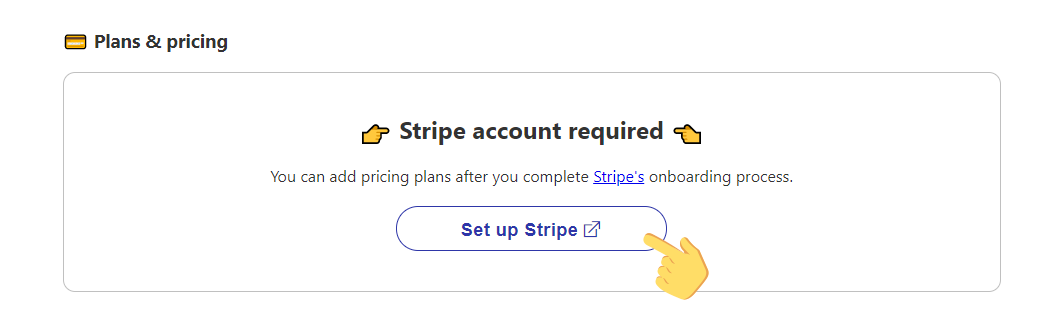 💳 Plans & pricing
👉 Stripe account required 👈
You can add pricing plans after you complete Stripe's onboarding process.
Set up Stripe